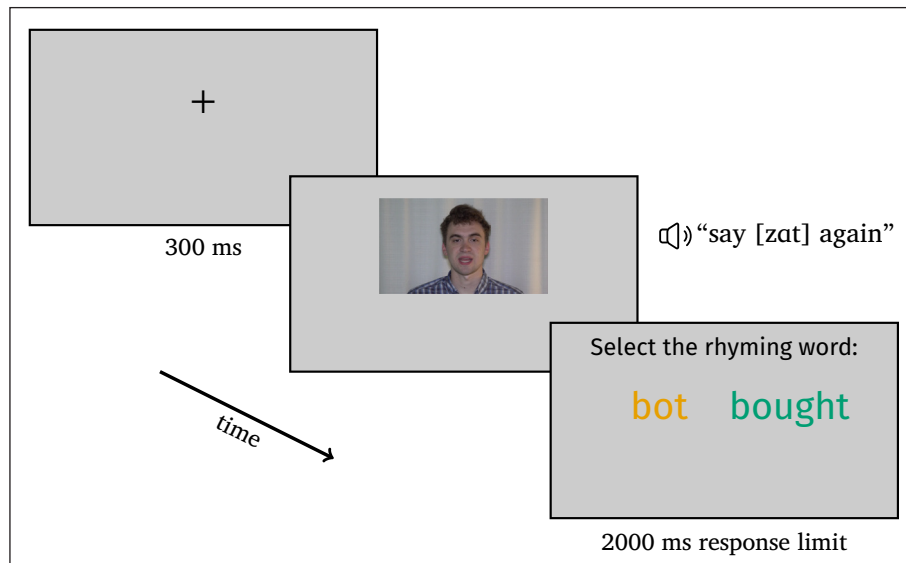 300 ms
“say [zɑt] again”
Select the rhyming word:
bot bought
time
2000 ms response limit